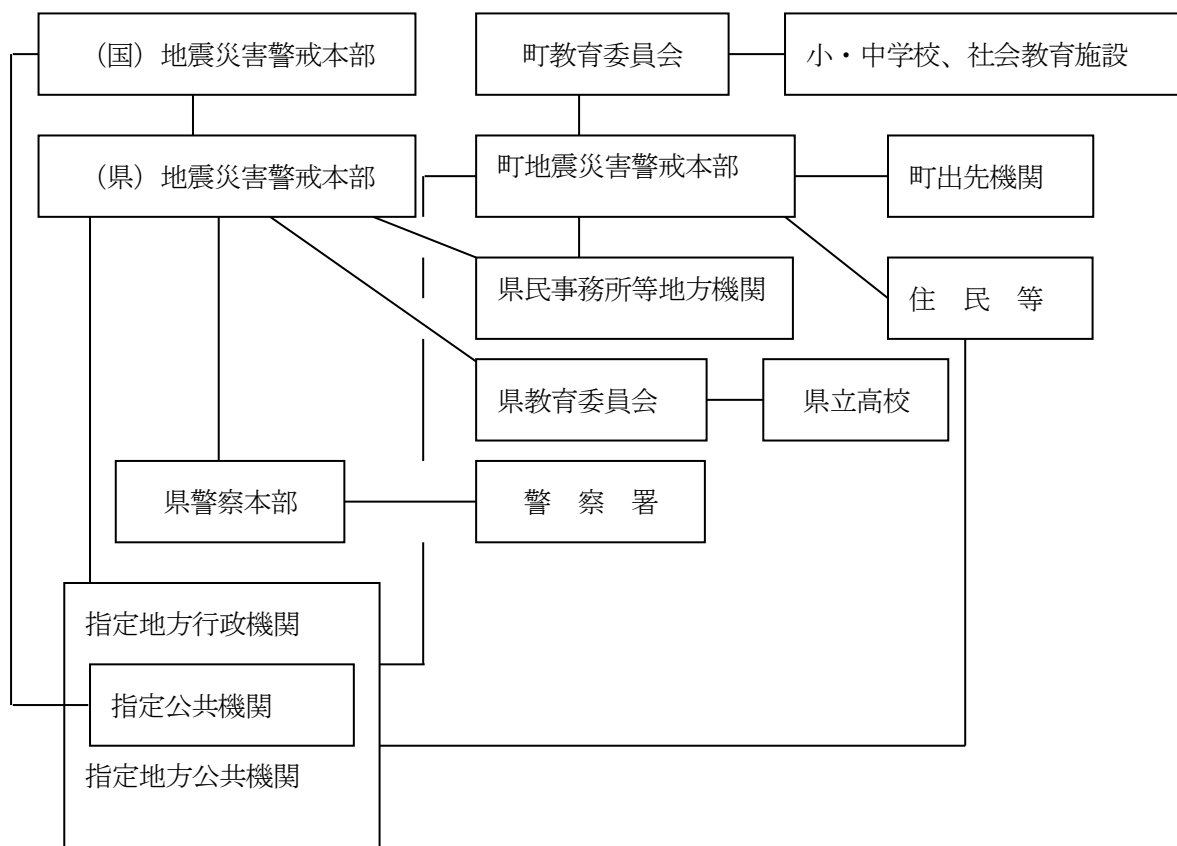 （国）地震災害警戒本部
町教育委員会
小・中学校、社会教育施設
（県）地震災害警戒本部
町地震災害警戒本部
町出先機関
県民事務所等地方機関
住　民　等
県教育委員会
県立高校
県警察本部
警　察　署
指定地方行政機関
指定公共機関
指定地方公共機関